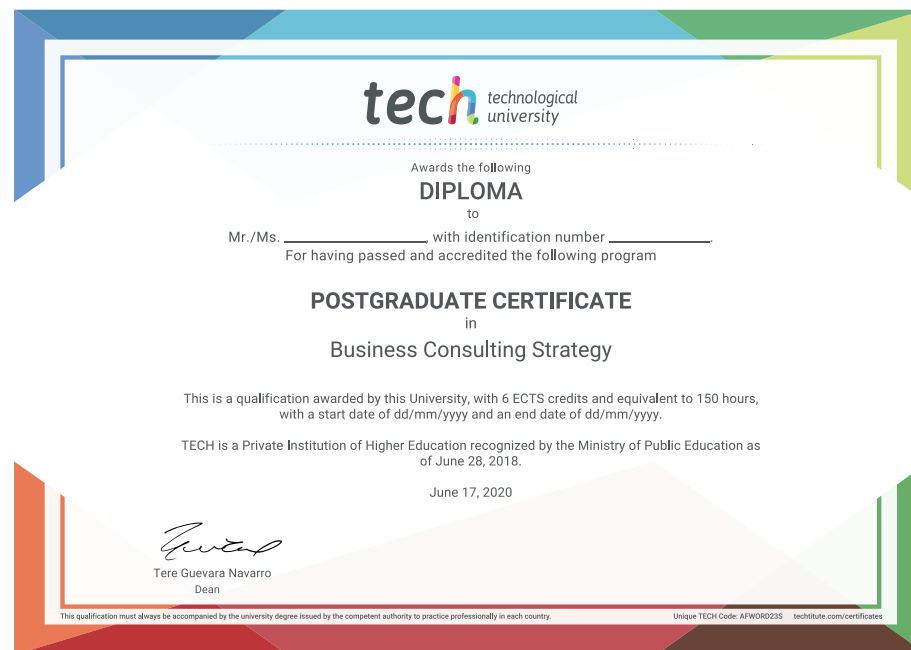 tech technological
university
Awards the following
DIPLOMA
to
Mr./Ms. ____________________, with identification number ______________.
For having passed and accredited the following program
POSTGRADUATE CERTIFICATE
in
Business Consulting Strategy
This is a qualification awarded by this University, with 6 ECTS credits and equivalent to 150 hours,
with a start date of dd/mm/yyyy and an end date of dd/mm/yyyy.
TECH is a Private Institution of Higher Education recognized by the Ministry of Public Education as
of June 28, 2018.
June 17, 2020
Tere Guevara Navarro
Dean
This qualification must always be accompanied by the university degree issued by the competent authority to practice professionally in each country. Unique TECH Code: AFWORD23S techtitute.com/certificates